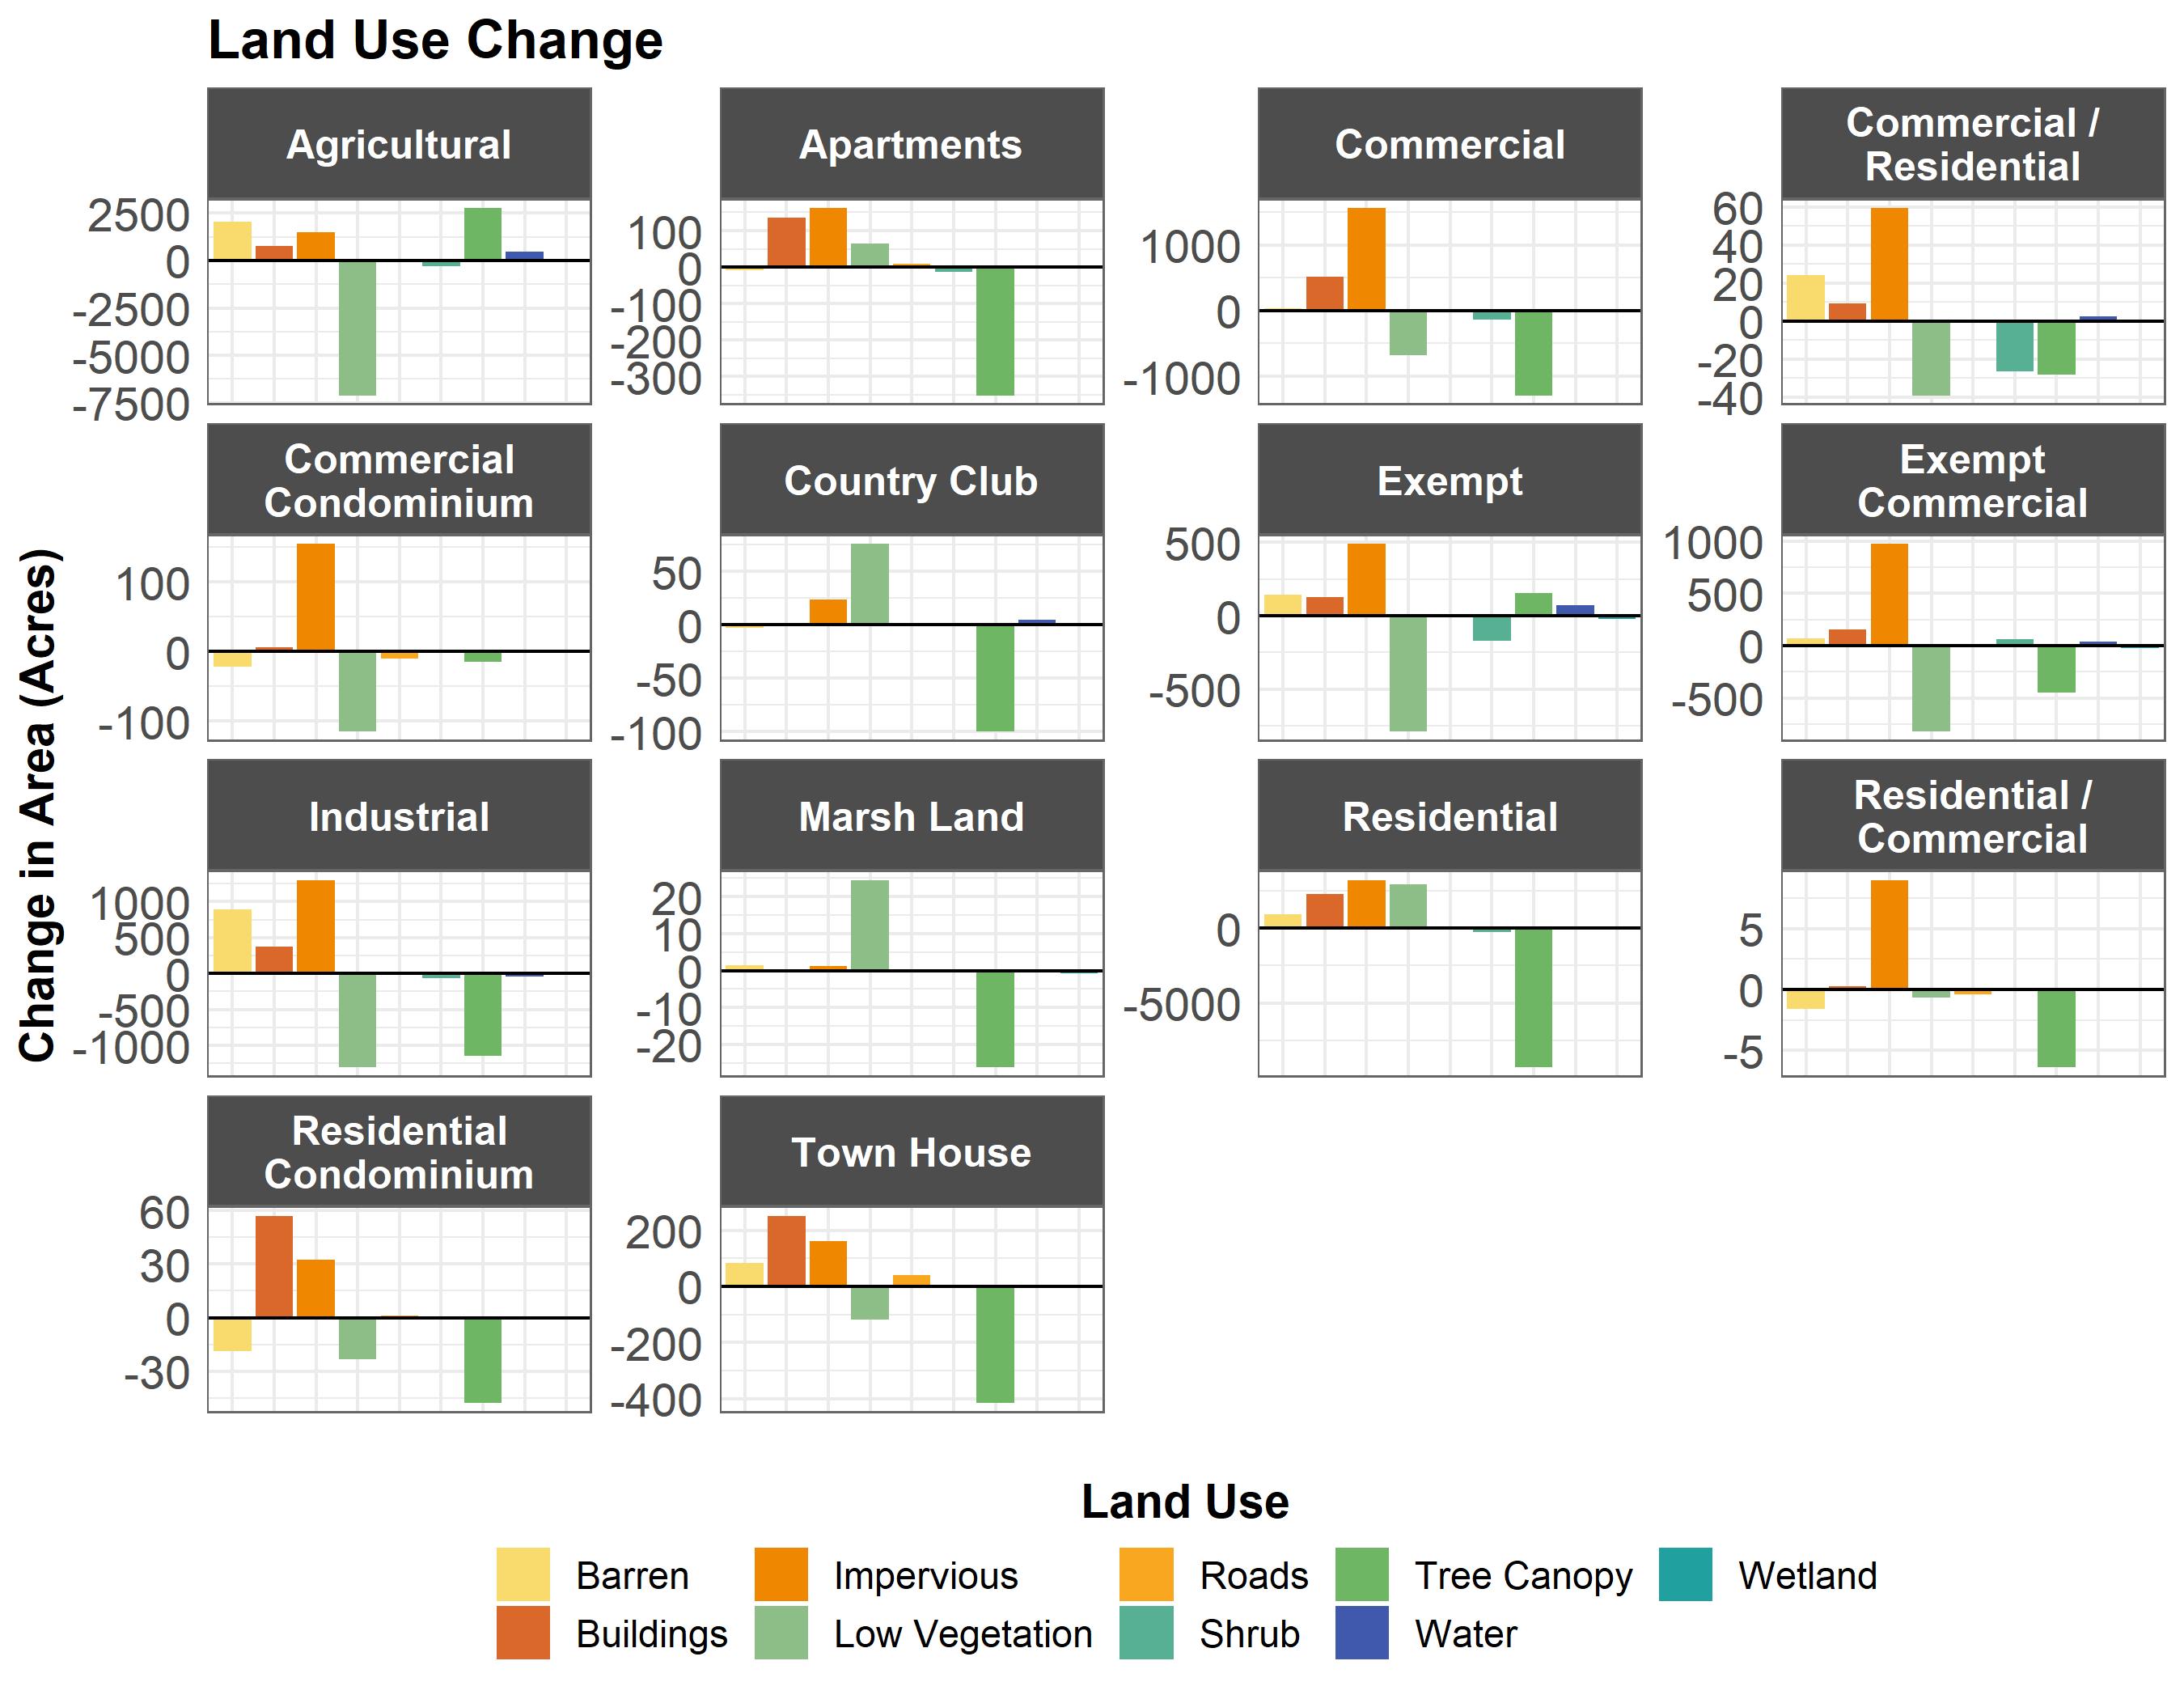 Land Use Change
Agricultural
Apartments
Commercial
Commercial /
Residential
2500
0
-2500
-5000
-7500
100
0
-100
-200
-300
1000
0
-1000
60
40
20
0
-20
-40
Commercial
Condominium
Country Club
Exempt
Exempt
Commercial
100
0
-100
50
0
-50
-100
500
0
-500
1000
500
0
-500
Industrial
Marsh Land
Residential
Residential /
Commercial
1000
500
0
-500
-1000
20
10
0
-10
-20
0
-5000
5
0
-5
Residential
Condominium
Town House
60
30
0
-30
200
0
-200
-400
Change in Area (Acres)
Land Use
Barren
Impervious
Roads
Tree Canopy
Wetland
Buildings
Low Vegetation
Shrub
Water